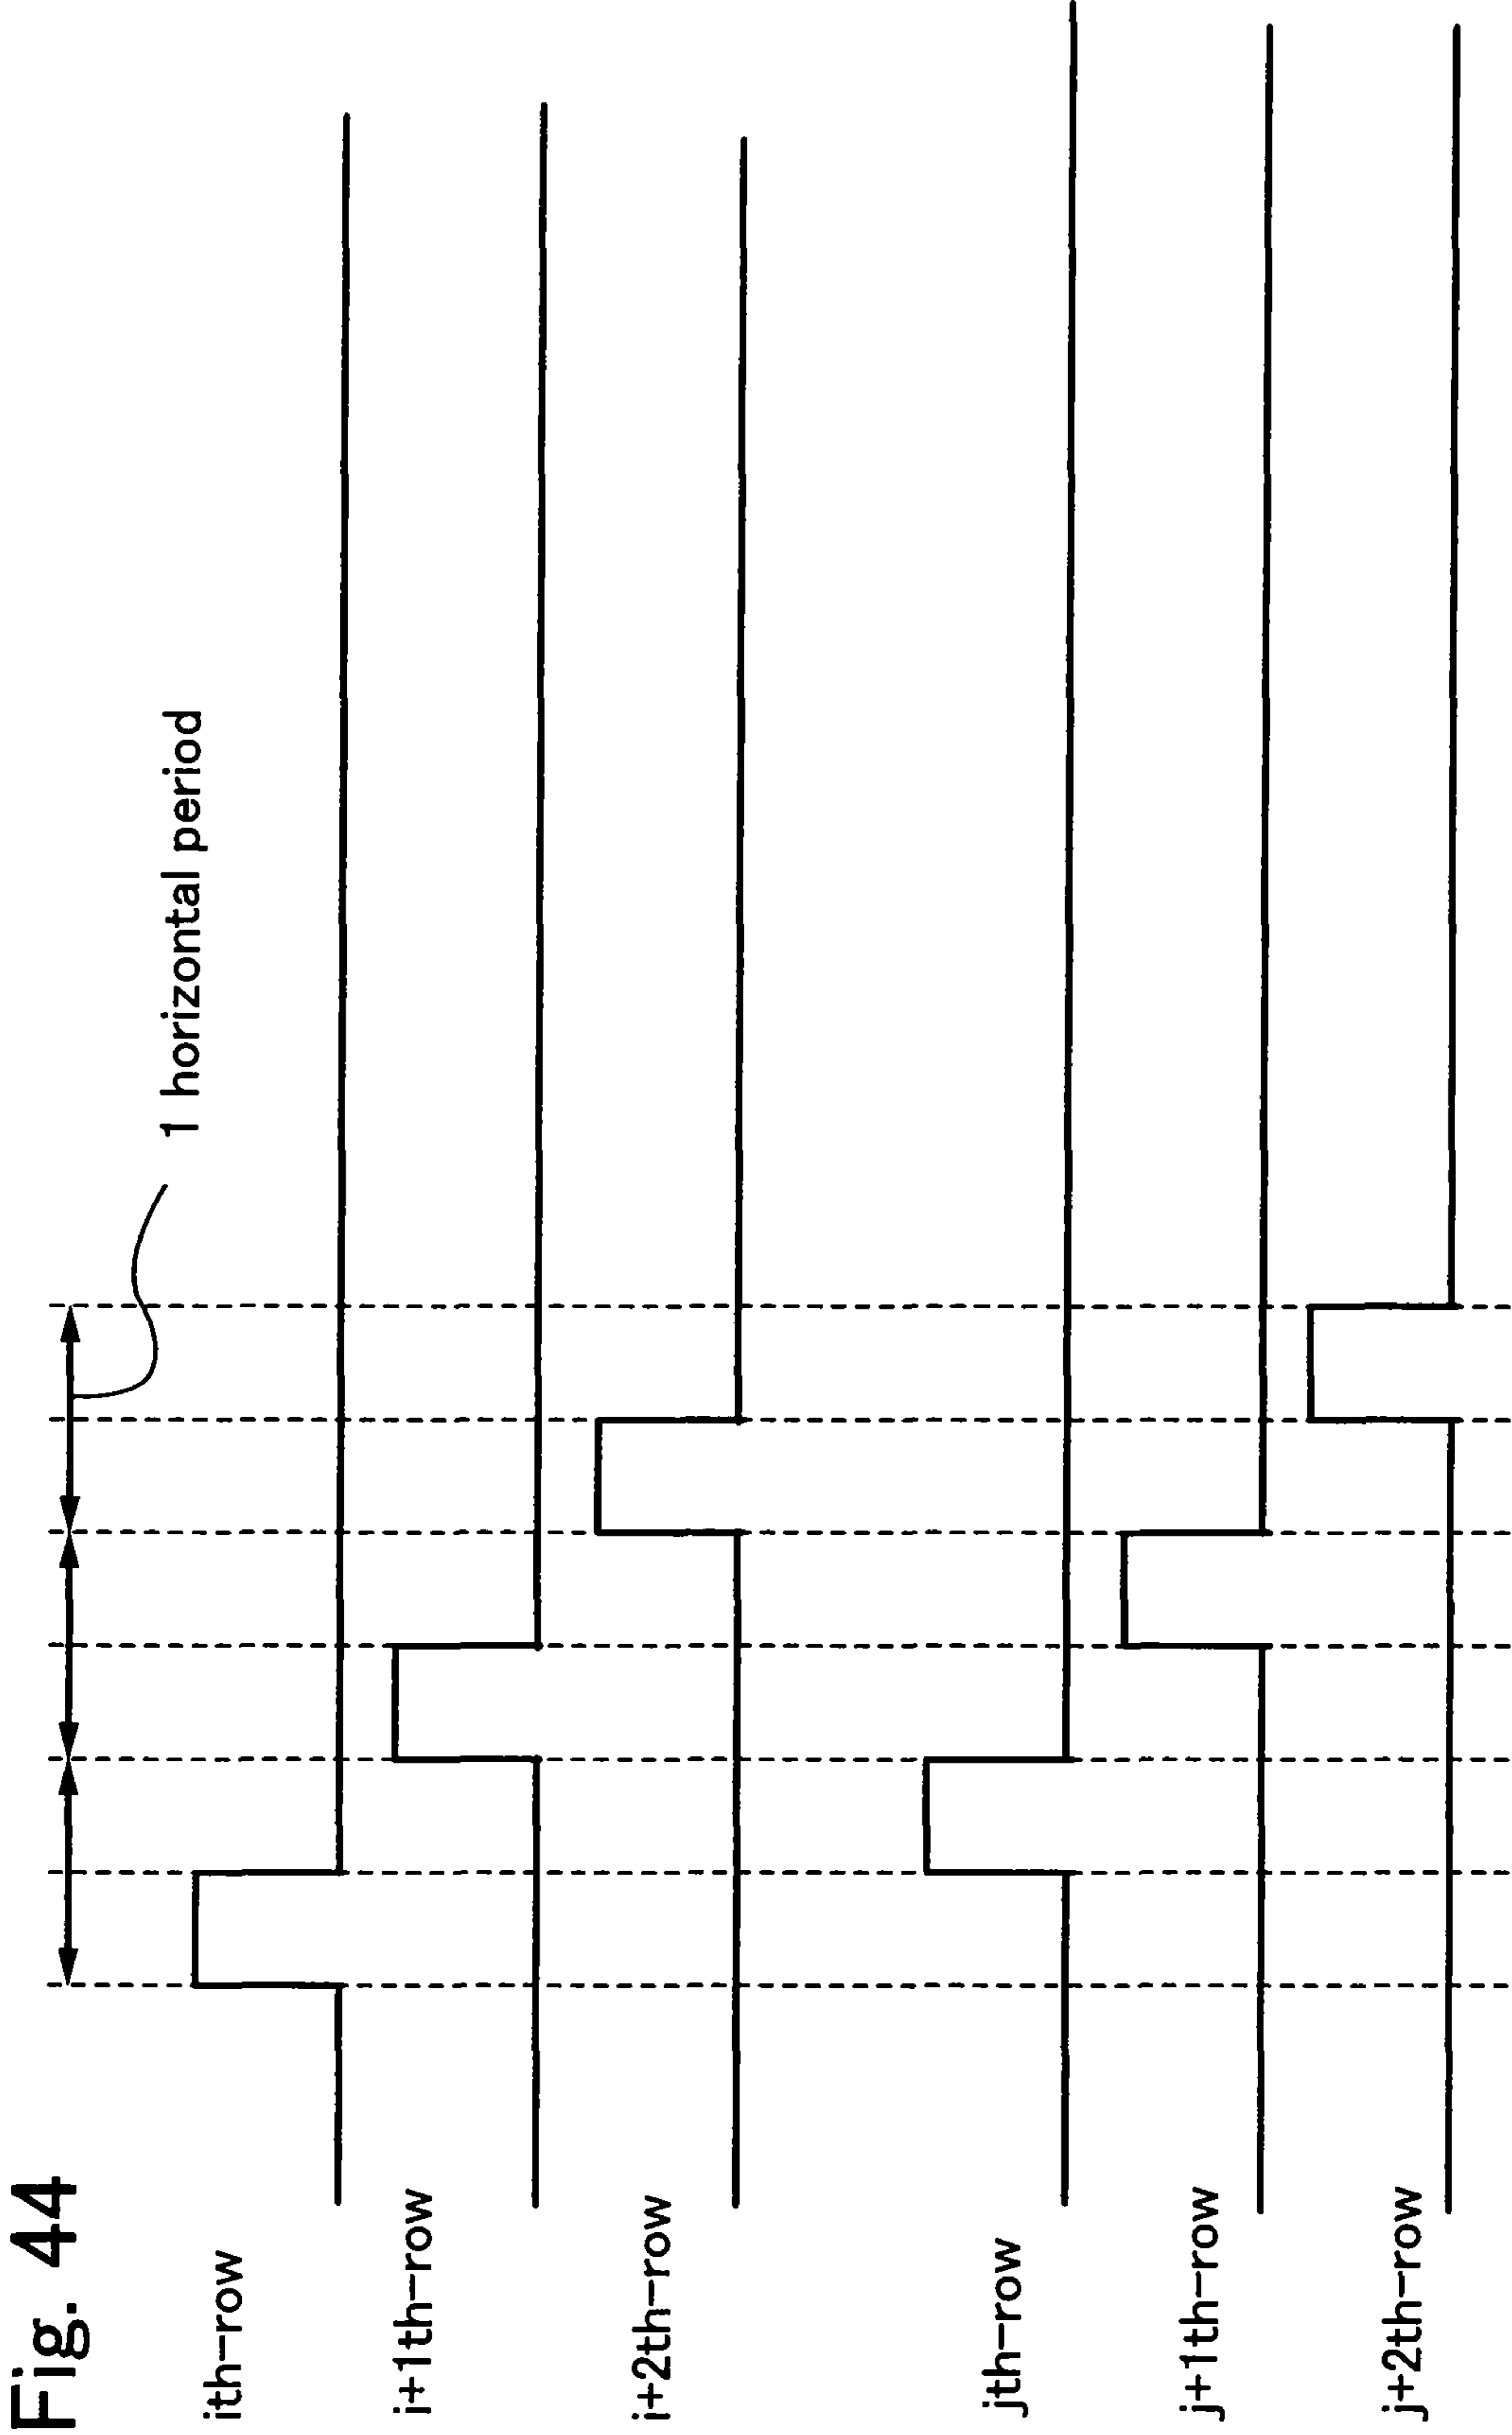 Fig. 44
1 horizontal period
ith-row
i+1th-row
i+2th-row
jth-row
j+1th-row
j+2th-row